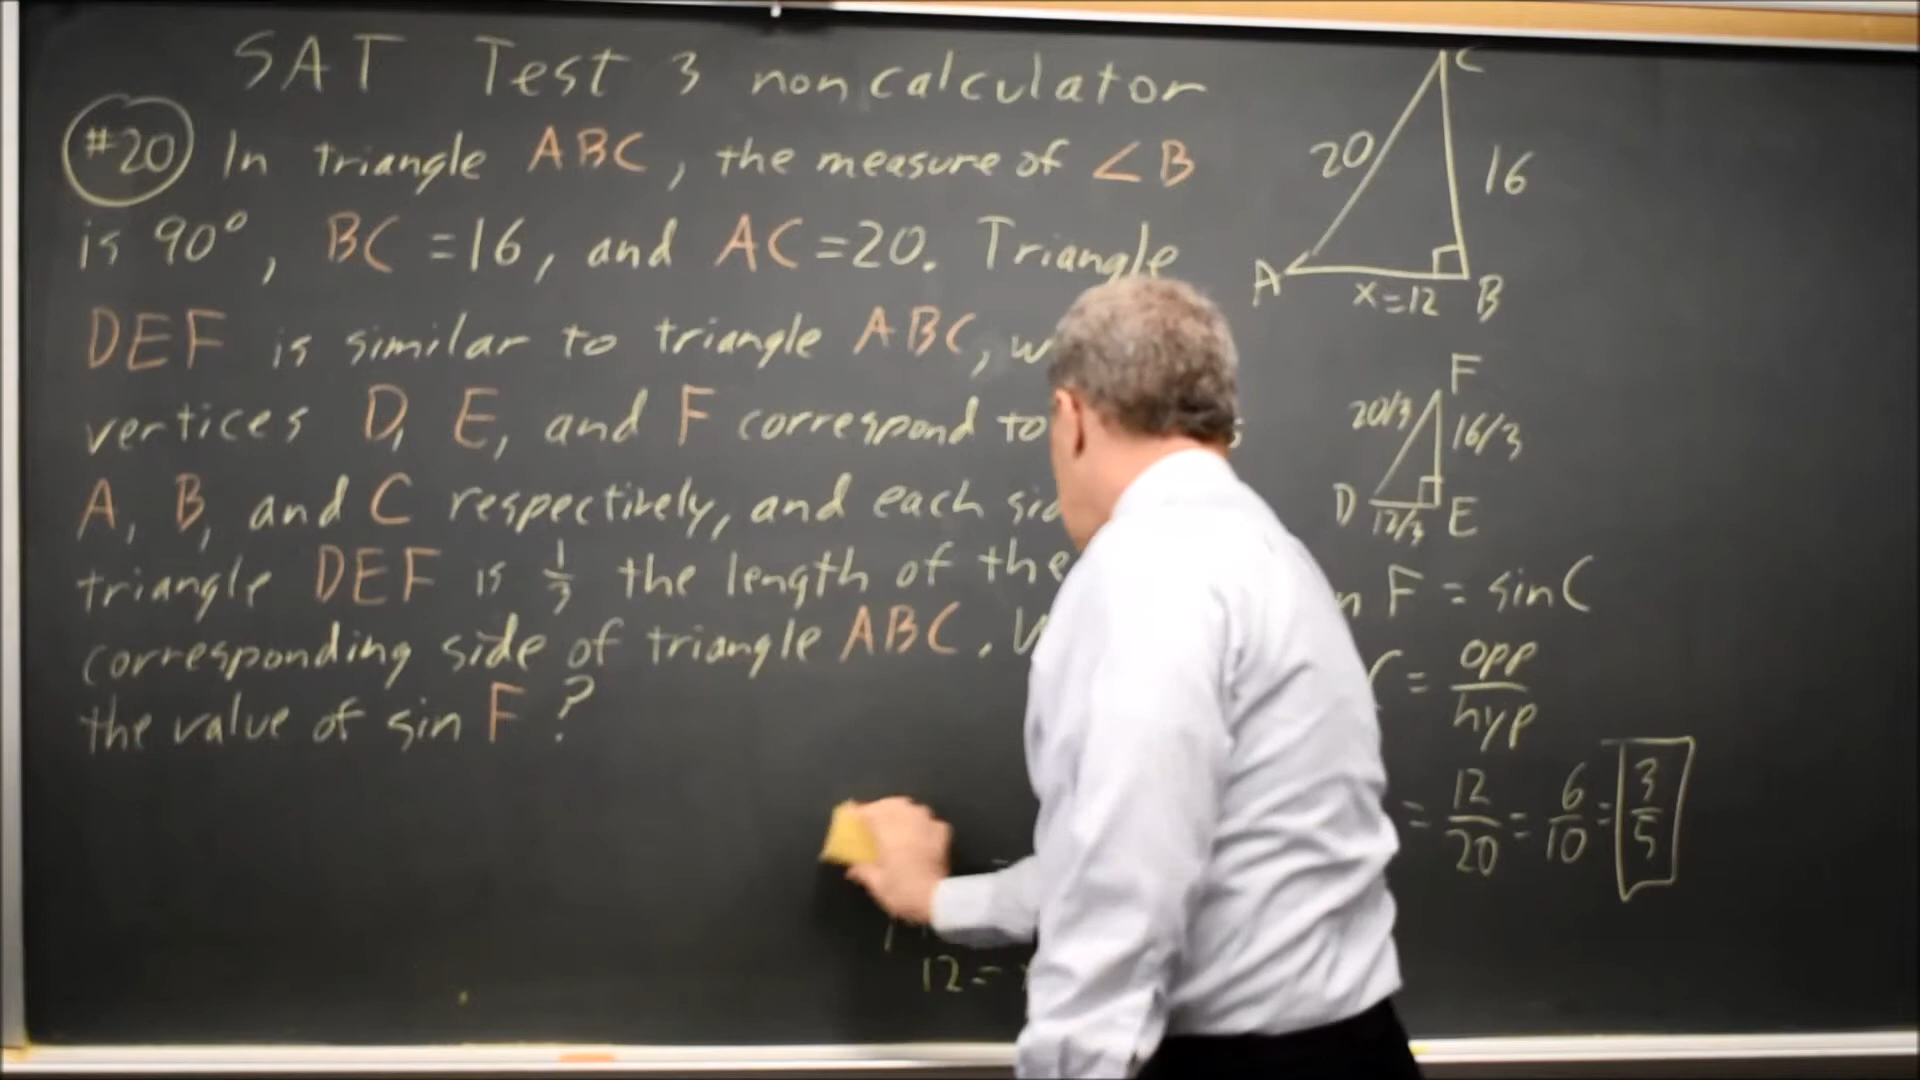 SAT Test 3 non calculator
#20 In triangle ABC, the measure of ∠B
is 90°, BC = 16, and AC = 20. Triangle
DEF is similar to triangle ABC,
vertices D, E, and F correspond to
A, B, and C respectively, and each
triangle DEF is 1/3 the length of the
corresponding side of triangle ABC.
the value of sin F?
12 =
C
20
16
A
x=12
B
F
20/3
16/3
D
12/3
E
F = sin C
= opp/hyp
= 12/20 = 6/10 = 3/5